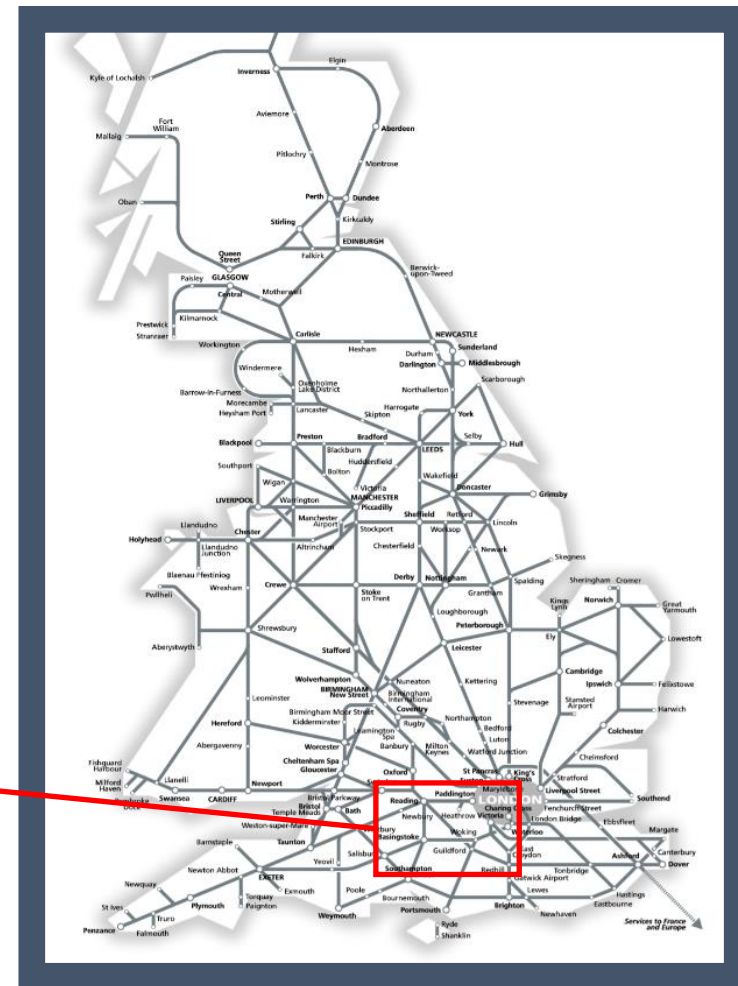 Elgin
Kyle of Lochalsh
Inverness
Aviemore
Fort
William
Aberdeen
Mallaig
Pitlochry
Montrose
Perth
Dundee
Oban
Stirling
Kirkcaldy
EDINBURGH
Queen
Street
Falkirk
Berwick-
upon-Tweed
Paisley
GLASGOW
Central
Motherwell
Prestwick
Kilmarnock
Stranraer
Carlisle
NEWCASTLE
Workington
Hexham
Sunderland
Durham
Darlington
Middlesbrough
Windermere
Scarborough
Oxenholme
Lake District
Barrow-in-Furness
Northallerton
Morecambe
Heysham Port
Lancaster
Harrogate
York
Skipton
Blackpool
Preston
Bradford
Selby
Hull
Blackburn
LEEDS
Southport
Huddersfield
Bolton
Wakefield
Wigan
Victoria
Doncaster
LIVERPOOL
Warrington
MANCHESTER
Piccadilly
Grimsby
Manchester
Airport
Sheffield
Retford
Llandudno
Stockport
Worksop
Lincoln
Holyhead
Chester
Llandudno
Junction
Altrincham
Chesterfield
Newark
Skegness
Blaenau Ffestiniog
Wrexham
Crewe
Stoke
on Trent
Derby
Nottingham
Grantham
Spalding
Sheringham
Cromer
Pwllheli
Kings
Lynn
Norwich
Great
Yarmouth
Loughborough
Shrewsbury
Peterborough
Ely
Lowestoft
Aberystwyth
Stafford
Leicester
Wolverhampton
Nuneaton
Kettering
Cambridge
BIRMINGHAM
New Street
Birmingham
International
Ipswich
Felixstowe
Leominster
Coventry
Stevenage
Stansted
Airport
Birmingham Moor Street
Kidderminster
Rugby
Northampton
Harwich
Hereford
Leamington
Spa
Bedford
Colchester
Worcester
Banbury
Milton
Keynes
Luton
Abergavenny
Watford Junction
Cheltenham Spa
Gloucester
Chelmsford
Fishguard
Harbour
Oxford
St Pancras
King's
Cross
Stratford
Milford
Haven
Llanelli
Newport
Paddington
Marylebone
Liverpool Street
Swansea
CARDIFF
Bristol Parkway
Reading
LONDON
Fenchurch Street
Southend
Bristol
Temple Meads
Bath
Newbury
Heathrow
Victoria
Charing Cross
London Bridge
Ebbsfleet
Weston-super-Mare
Basingstoke
Woking
Waterloo
Margate
Barnstaple
Taunton
Salisbury
Guildford
East
Croydon
Canterbury
Yeovil
Newton Abbot
Southampton
Redhill
Tonbridge
Ashford
Dover
EXETER
Gatwick Airport
Newquay
Exmouth
Poole
Lewes
Hastings
Torquay
Paignton
Bournemouth
Eastbourne
St Ives
Plymouth
Weymouth
Portsmouth
Brighton
Newhaven
Truro
Penzance
Falmouth
Ryde
Shanklin
Services to France
and Europe